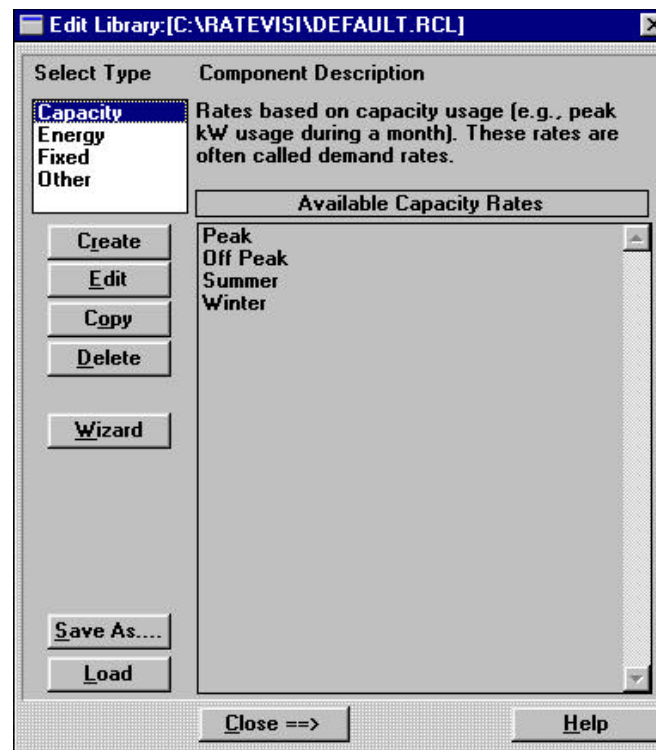 Edit Library:[C:\RATEVISI\DEFAULT.RCL]
Select Type
Component Description
Capacity
Energy
Fixed
Other
Rates based on capacity usage (e.g., peak
kW usage during a month). These rates are
often called demand rates.
Available Capacity Rates
Peak
Off Peak
Summer
Winter
Create
Edit
Copy
Delete
Wizard
Save As....
Load
Close ==>
Help